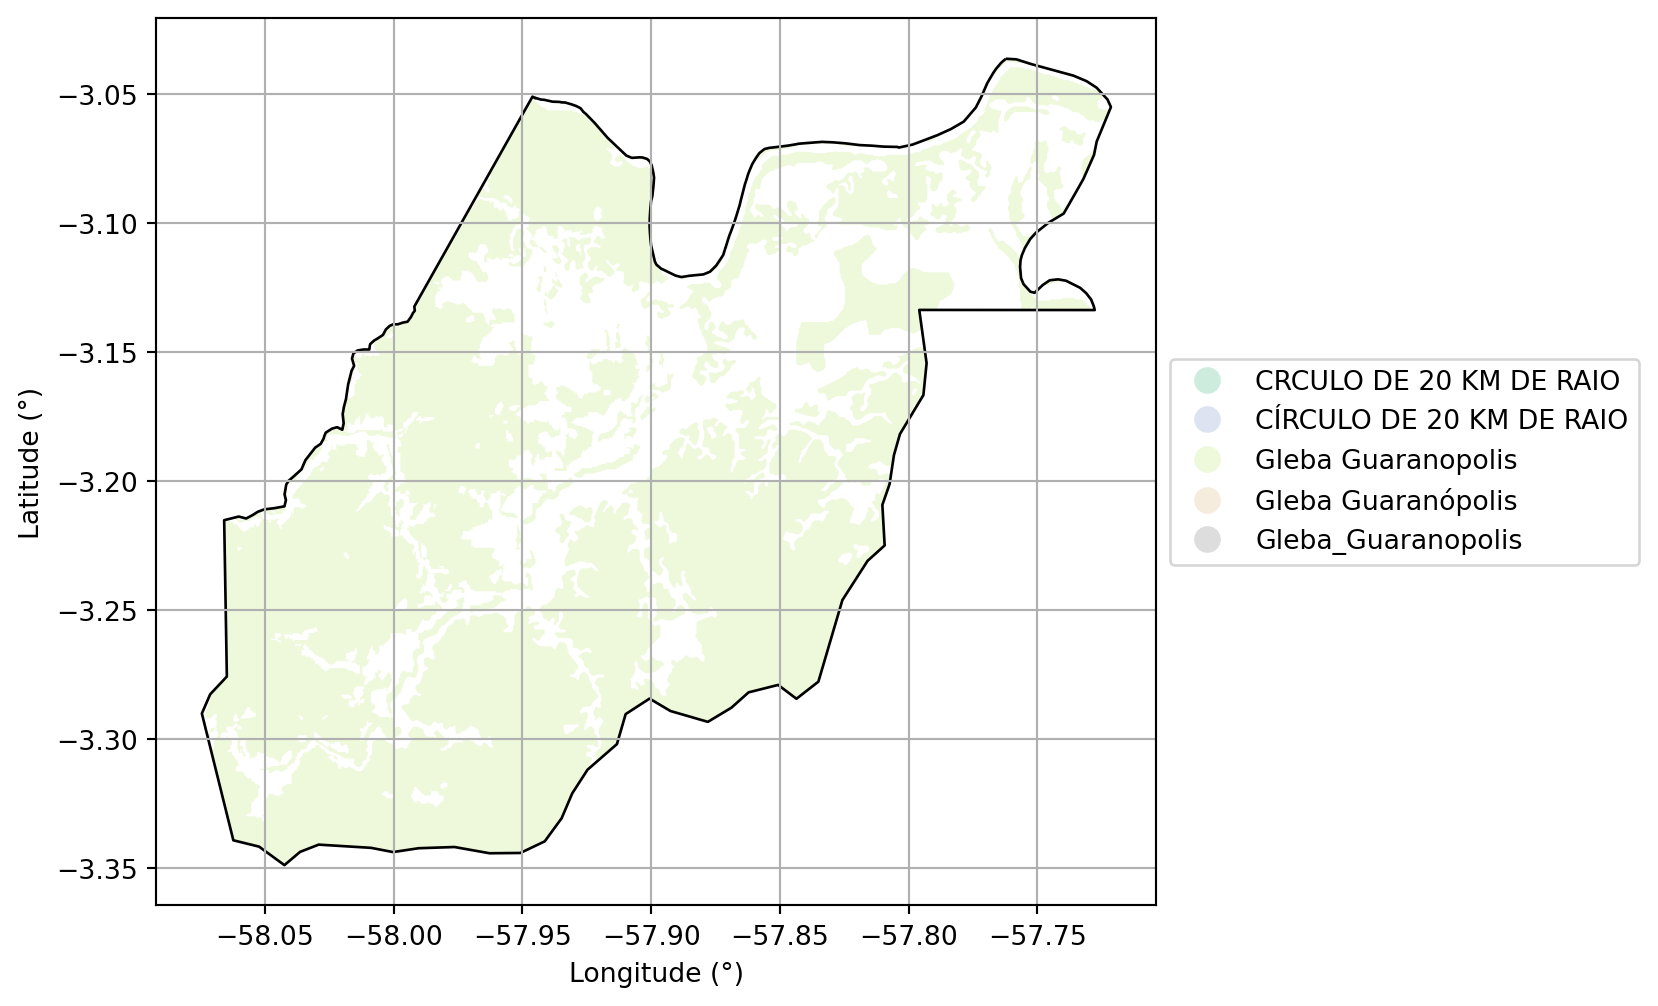 −3.05
−3.10
−3.15
−3.20
−3.25
−3.30
−3.35
Latitude (°)
−58.05 −58.00 −57.95 −57.90 −57.85 −57.80 −57.75
Longitude (°)
CRCULO DE 20 KM DE RAIO
CÍRCULO DE 20 KM DE RAIO
Gleba Guaranopolis
Gleba Guaranópolis
Gleba_Guaranopolis